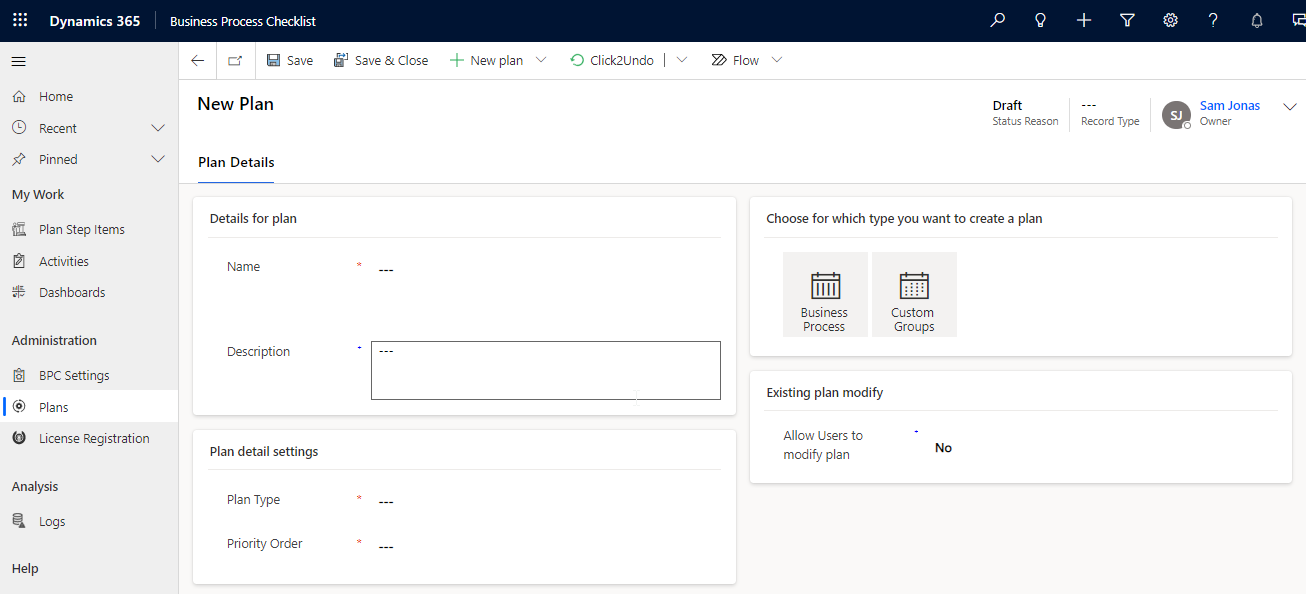 Dynamics 365
Business Process Checklist
Save
Save & Close
New plan
Click2Undo
Flow
Home
Recent
Pinned
My Work
Plan Step Items
Activities
Dashboards
Administration
BPC Settings
Plans
License Registration
Analysis
Logs
Help
New Plan
Draft
Status Reason
---
Record Type
SJ
Sam Jonas
Owner
Plan Details
Details for plan
Name * ---
Description + ---
Plan detail settings
Plan Type * ---
Priority Order * ---
Choose for which type you want to create a plan
Business
Process
Custom
Groups
Existing plan modify
Allow Users to
modify plan
+ No